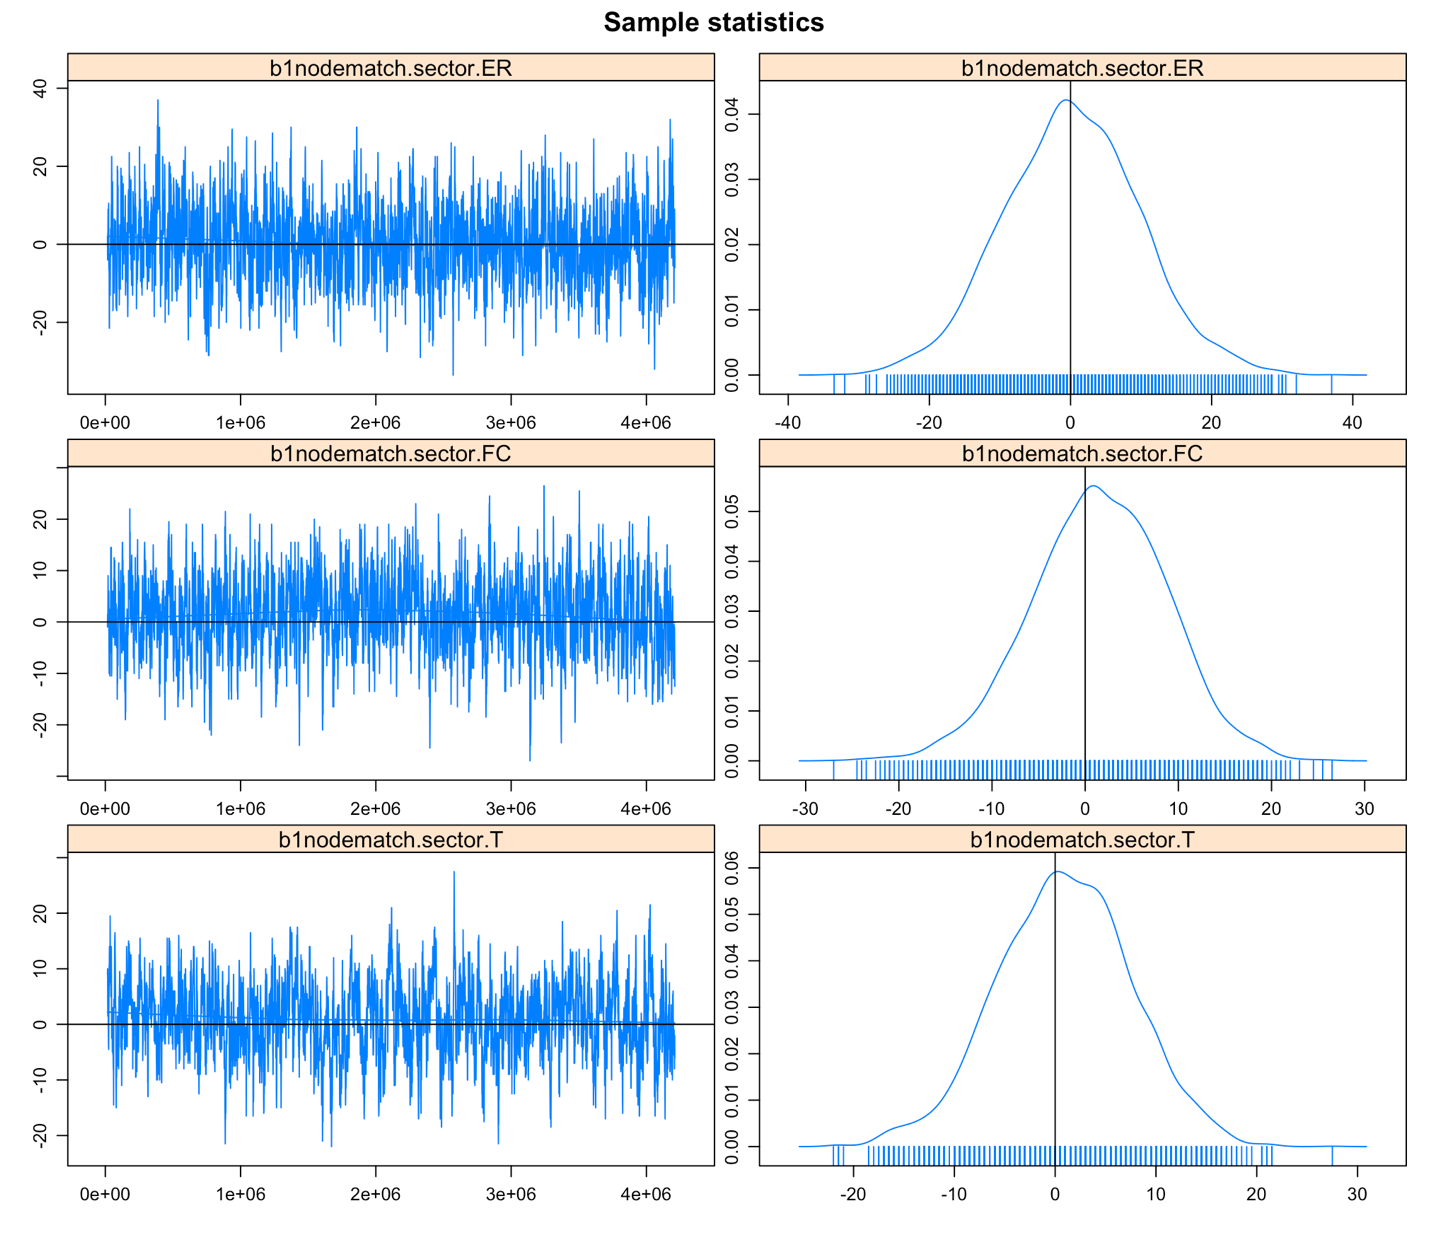 Sample statistics
b1nodematch.sector.ER
b1nodematch.sector.ER
-20 0 20 40
0e+00 1e+06 2e+06 3e+06 4e+06
0.00 0.01 0.02 0.03 0.04
-40 -20 0 20 40
b1nodematch.sector.FC
b1nodematch.sector.FC
-20 -10 0 10 20
0e+00 1e+06 2e+06 3e+06 4e+06
0.00 0.01 0.02 0.03 0.04 0.05
-30 -20 -10 0 10 20 30
b1nodematch.sector.T
b1nodematch.sector.T
-20 -10 0 10 20
0e+00 1e+06 2e+06 3e+06 4e+06
0.00 0.01 0.02 0.03 0.04 0.05 0.06
-20 -10 0 10 20 30